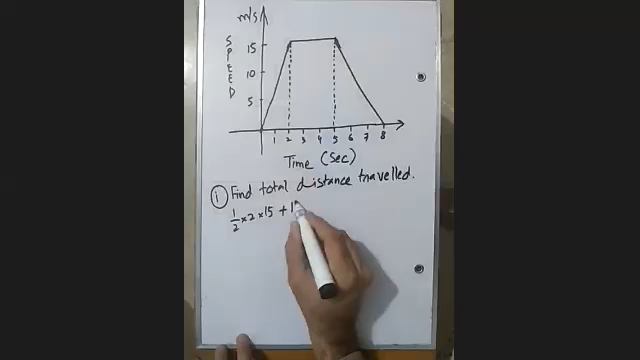 m/s
SPEED
15
10
5
1 2 3 4 5 6 7 8
Time (Sec)
i Find total distance travelled.
1/2 × 2 × 15 + 1